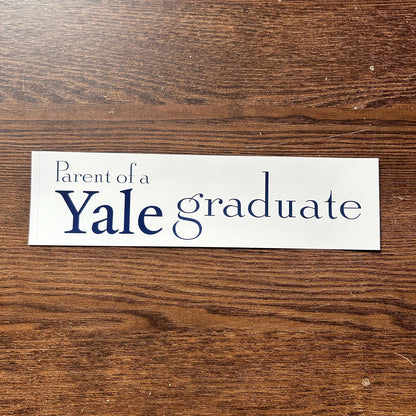 Parent of a
Yale graduate